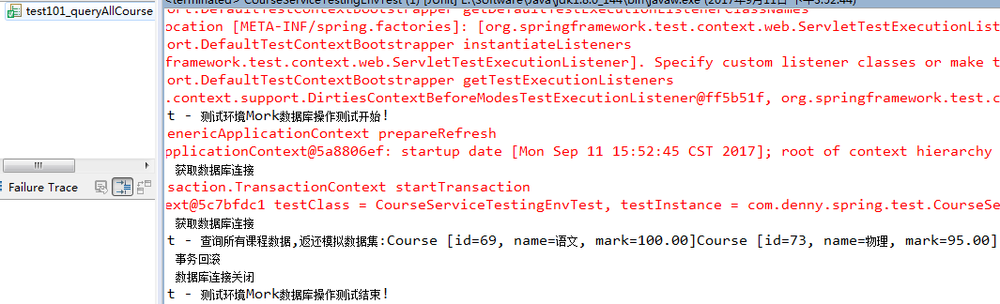 test101_queryAllCourse
Failure Trace
<terminated> CourseServiceTestingEnvTest (1) [JUnit] E:\Software\Java\jdk1.8.0_144\bin\javaw.exe (2017年9月11日 下午3:52:44)
ort.DefaultTestContextBootstrapper getDefaultTestExecutionListenerClassNames
ocation [META-INF/spring.factories]: [org.springframework.test.context.web.ServletTestExecutionList
ort.DefaultTestContextBootstrapper instantiateListeners
framework.test.context.web.ServletTestExecutionListener]. Specify custom listener classes or make t
ort.DefaultTestContextBootstrapper getTestExecutionListeners
.context.support.DirtiesContextBeforeModesTestExecutionListener@ff5b51f, org.springframework.test.c
t - 测试环境Mork数据库操作测试开始!
enericApplicationContext prepareRefresh
pplicationContext@5a8806ef: startup date [Mon Sep 11 15:52:45 CST 2017]; root of context hierarchy
获取数据库连接
saction.TransactionContext startTransaction
ext@5c7bfdc1 testClass = CourseServiceTestingEnvTest, testInstance = com.denny.spring.test.CourseSe
获取数据库连接
t - 查询所有课程数据,返还模拟数据集:Course [id=69, name=语文, mark=100.00]Course [id=73, name=物理, mark=95.00]
事务回滚
数据库连接关闭
t - 测试环境Mork数据库操作测试结束!